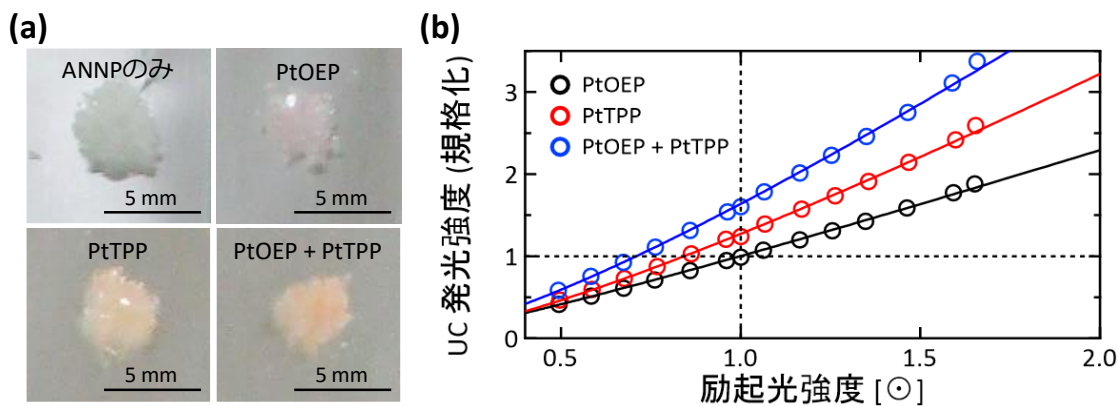 (a)
ANNPのみ
5 mm
PtOEP
5 mm
PtTPP
5 mm
PtOEP + PtTPP
5 mm
(b)
UC 発光強度 (規格化)
3
2
1
0
PtOEP
PtTPP
PtOEP + PtTPP
0.5
1.0
1.5
2.0
励起光強度 [⊙]